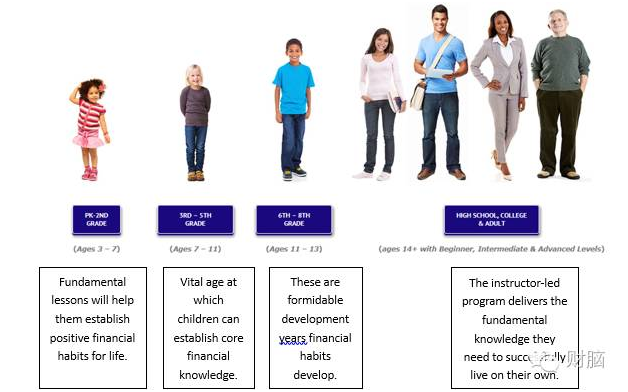 PK-2ND
GRADE
3RD – 5TH
GRADE
6TH – 8TH
GRADE
HIGH SCHOOL, COLLEGE
& ADULT
(Ages 3 – 7)
(Ages 7 – 11)
(Ages 11 – 13)
(ages 14+ with Beginner, Intermediate & Advanced Levels)
Fundamental
lessons will help
them establish
positive financial
habits for life.
Vital age at
which
children can
establish core
financial
knowledge.
These are
formidable
development
years financial
habits
develop.
The instructor-led
program delivers the
fundamental
knowledge they
need to successfully
live on their own.
财脑